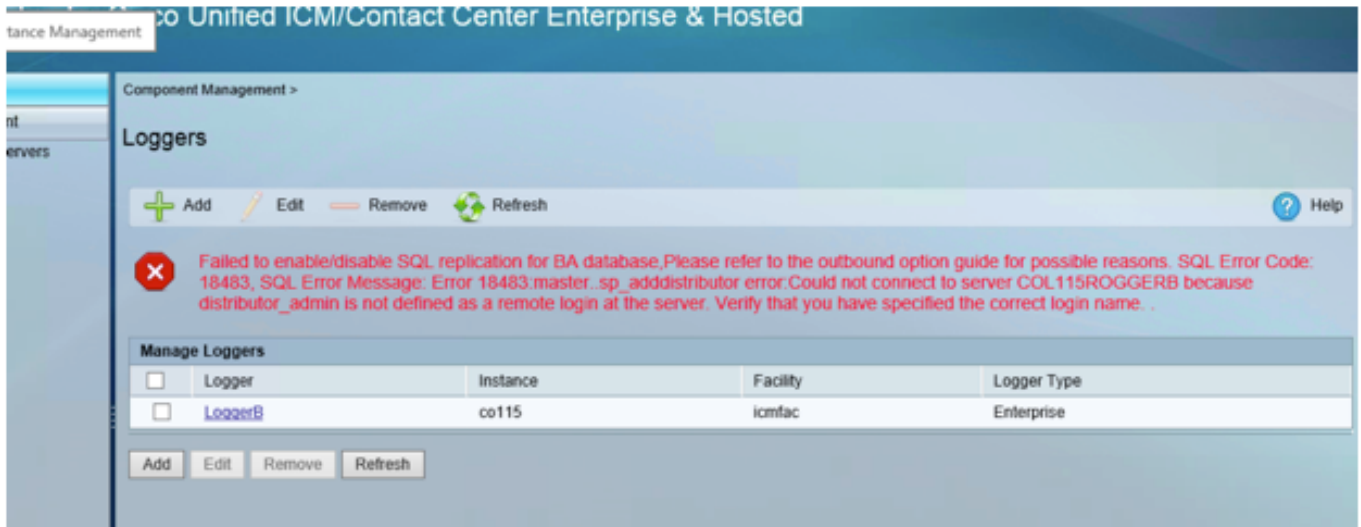 co Unified ICM/Contact Center Enterprise & Hosted
tance Management
Component Management >
nt
ervers
Loggers
Add Edit Remove Refresh Help
Failed to enable/disable SQL replication for BA database,Please refer to the outbound option guide for possible reasons. SQL Error Code:
18483, SQL Error Message: Error 18483:master..sp_adddistributor error:Could not connect to server COL115ROGGERB because
distributor_admin is not defined as a remote login at the server. Verify that you have specified the correct login name. .
Manage Loggers
Logger Instance Facility Logger Type
LoggerB co115 icmfac Enterprise
Add Edit Remove Refresh